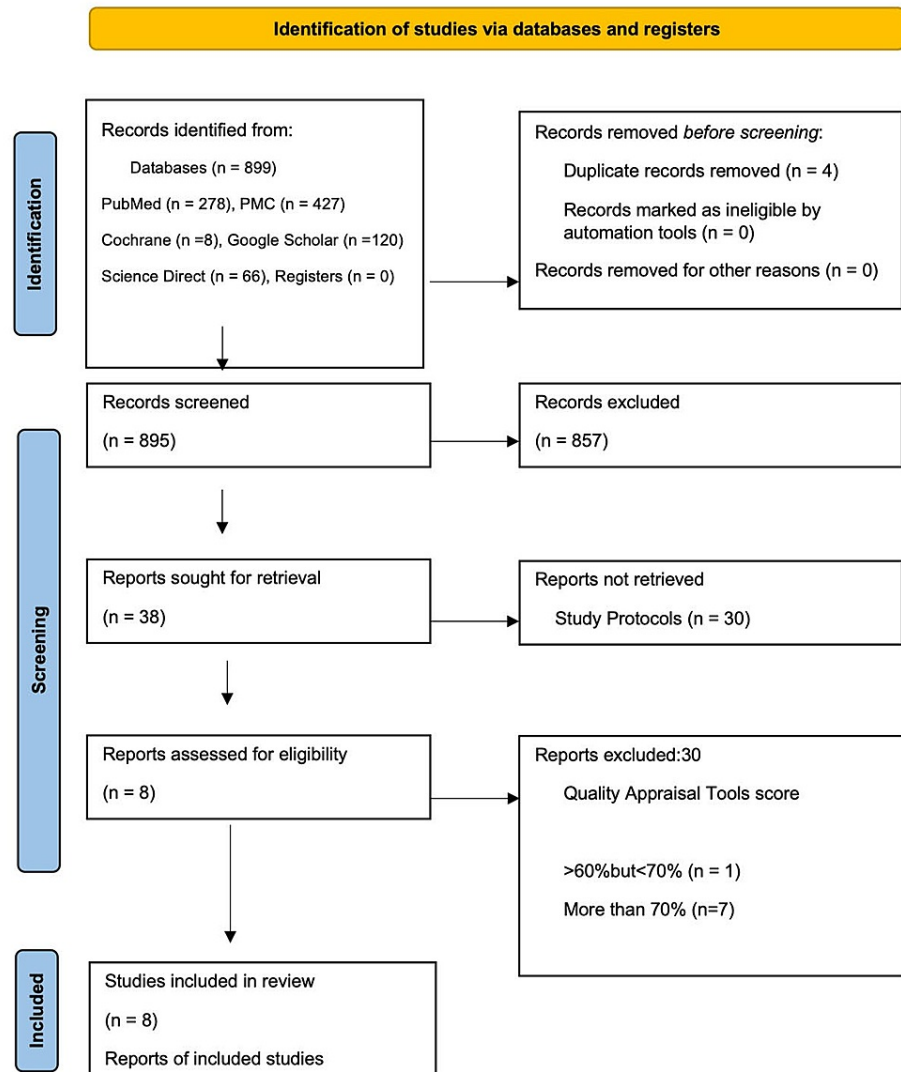 Identification of studies via databases and registers
Identification
Records identified from:
Databases (n = 899)
PubMed (n = 278), PMC (n = 427)
Cochrane (n =8), Google Scholar (n =120)
Science Direct (n = 66), Registers (n = 0)
Records removed before screening:
Duplicate records removed (n = 4)
Records marked as ineligible by
automation tools (n = 0)
Records removed for other reasons (n = 0)
Screening
Records screened
(n = 895)
Records excluded
(n = 857)
Reports sought for retrieval
(n = 38)
Reports not retrieved
Study Protocols (n = 30)
Reports assessed for eligibility
(n = 8)
Reports excluded:30
Quality Appraisal Tools score
>60%but<70% (n = 1)
More than 70% (n=7)
Included
Studies included in review
(n = 8)
Reports of included studies